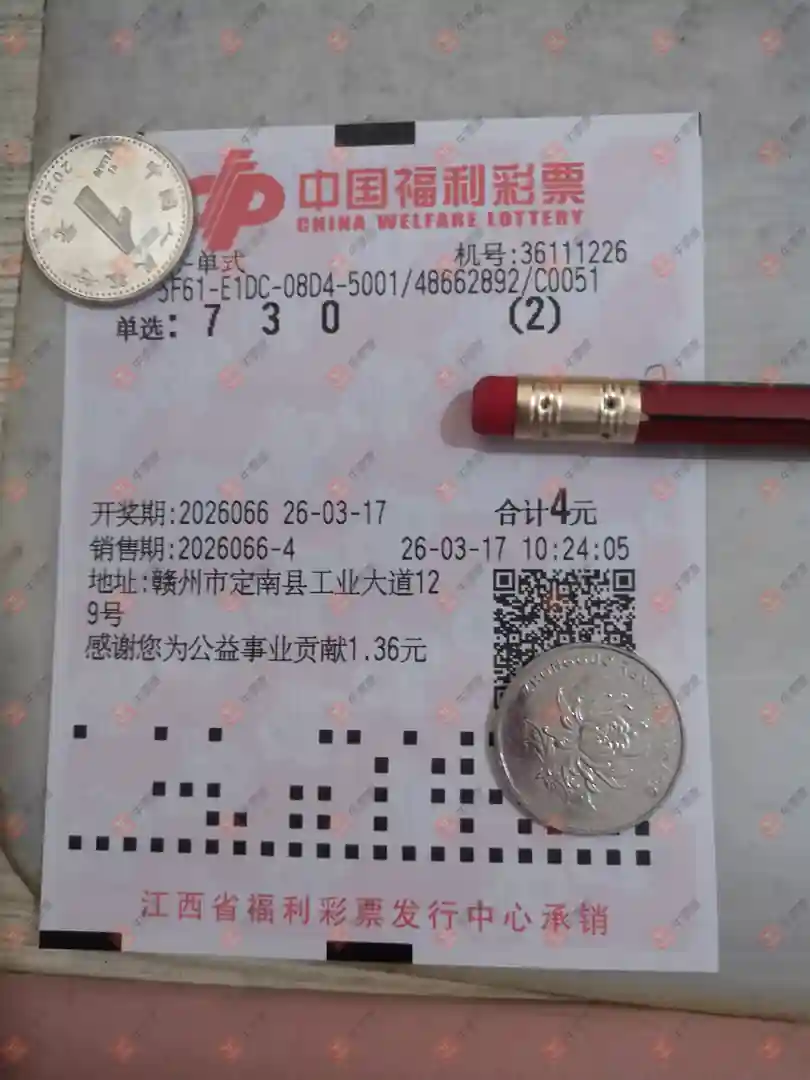 中国福利彩票
CHINA WELFARE LOTTERY
单式
机号:36111226
5F61-E1DC-08D4-5001/48662892/C0051
单选: 7 3 0 (2)
开奖期:2026066 26-03-17 合计4元
销售期:2026066-4 26-03-17 10:24:05
地址:赣州市定南县工业大道12
9号
感谢您为公益事业贡献1.36元
江西省福利彩票发行中心承销
1
YI YUAN
2020